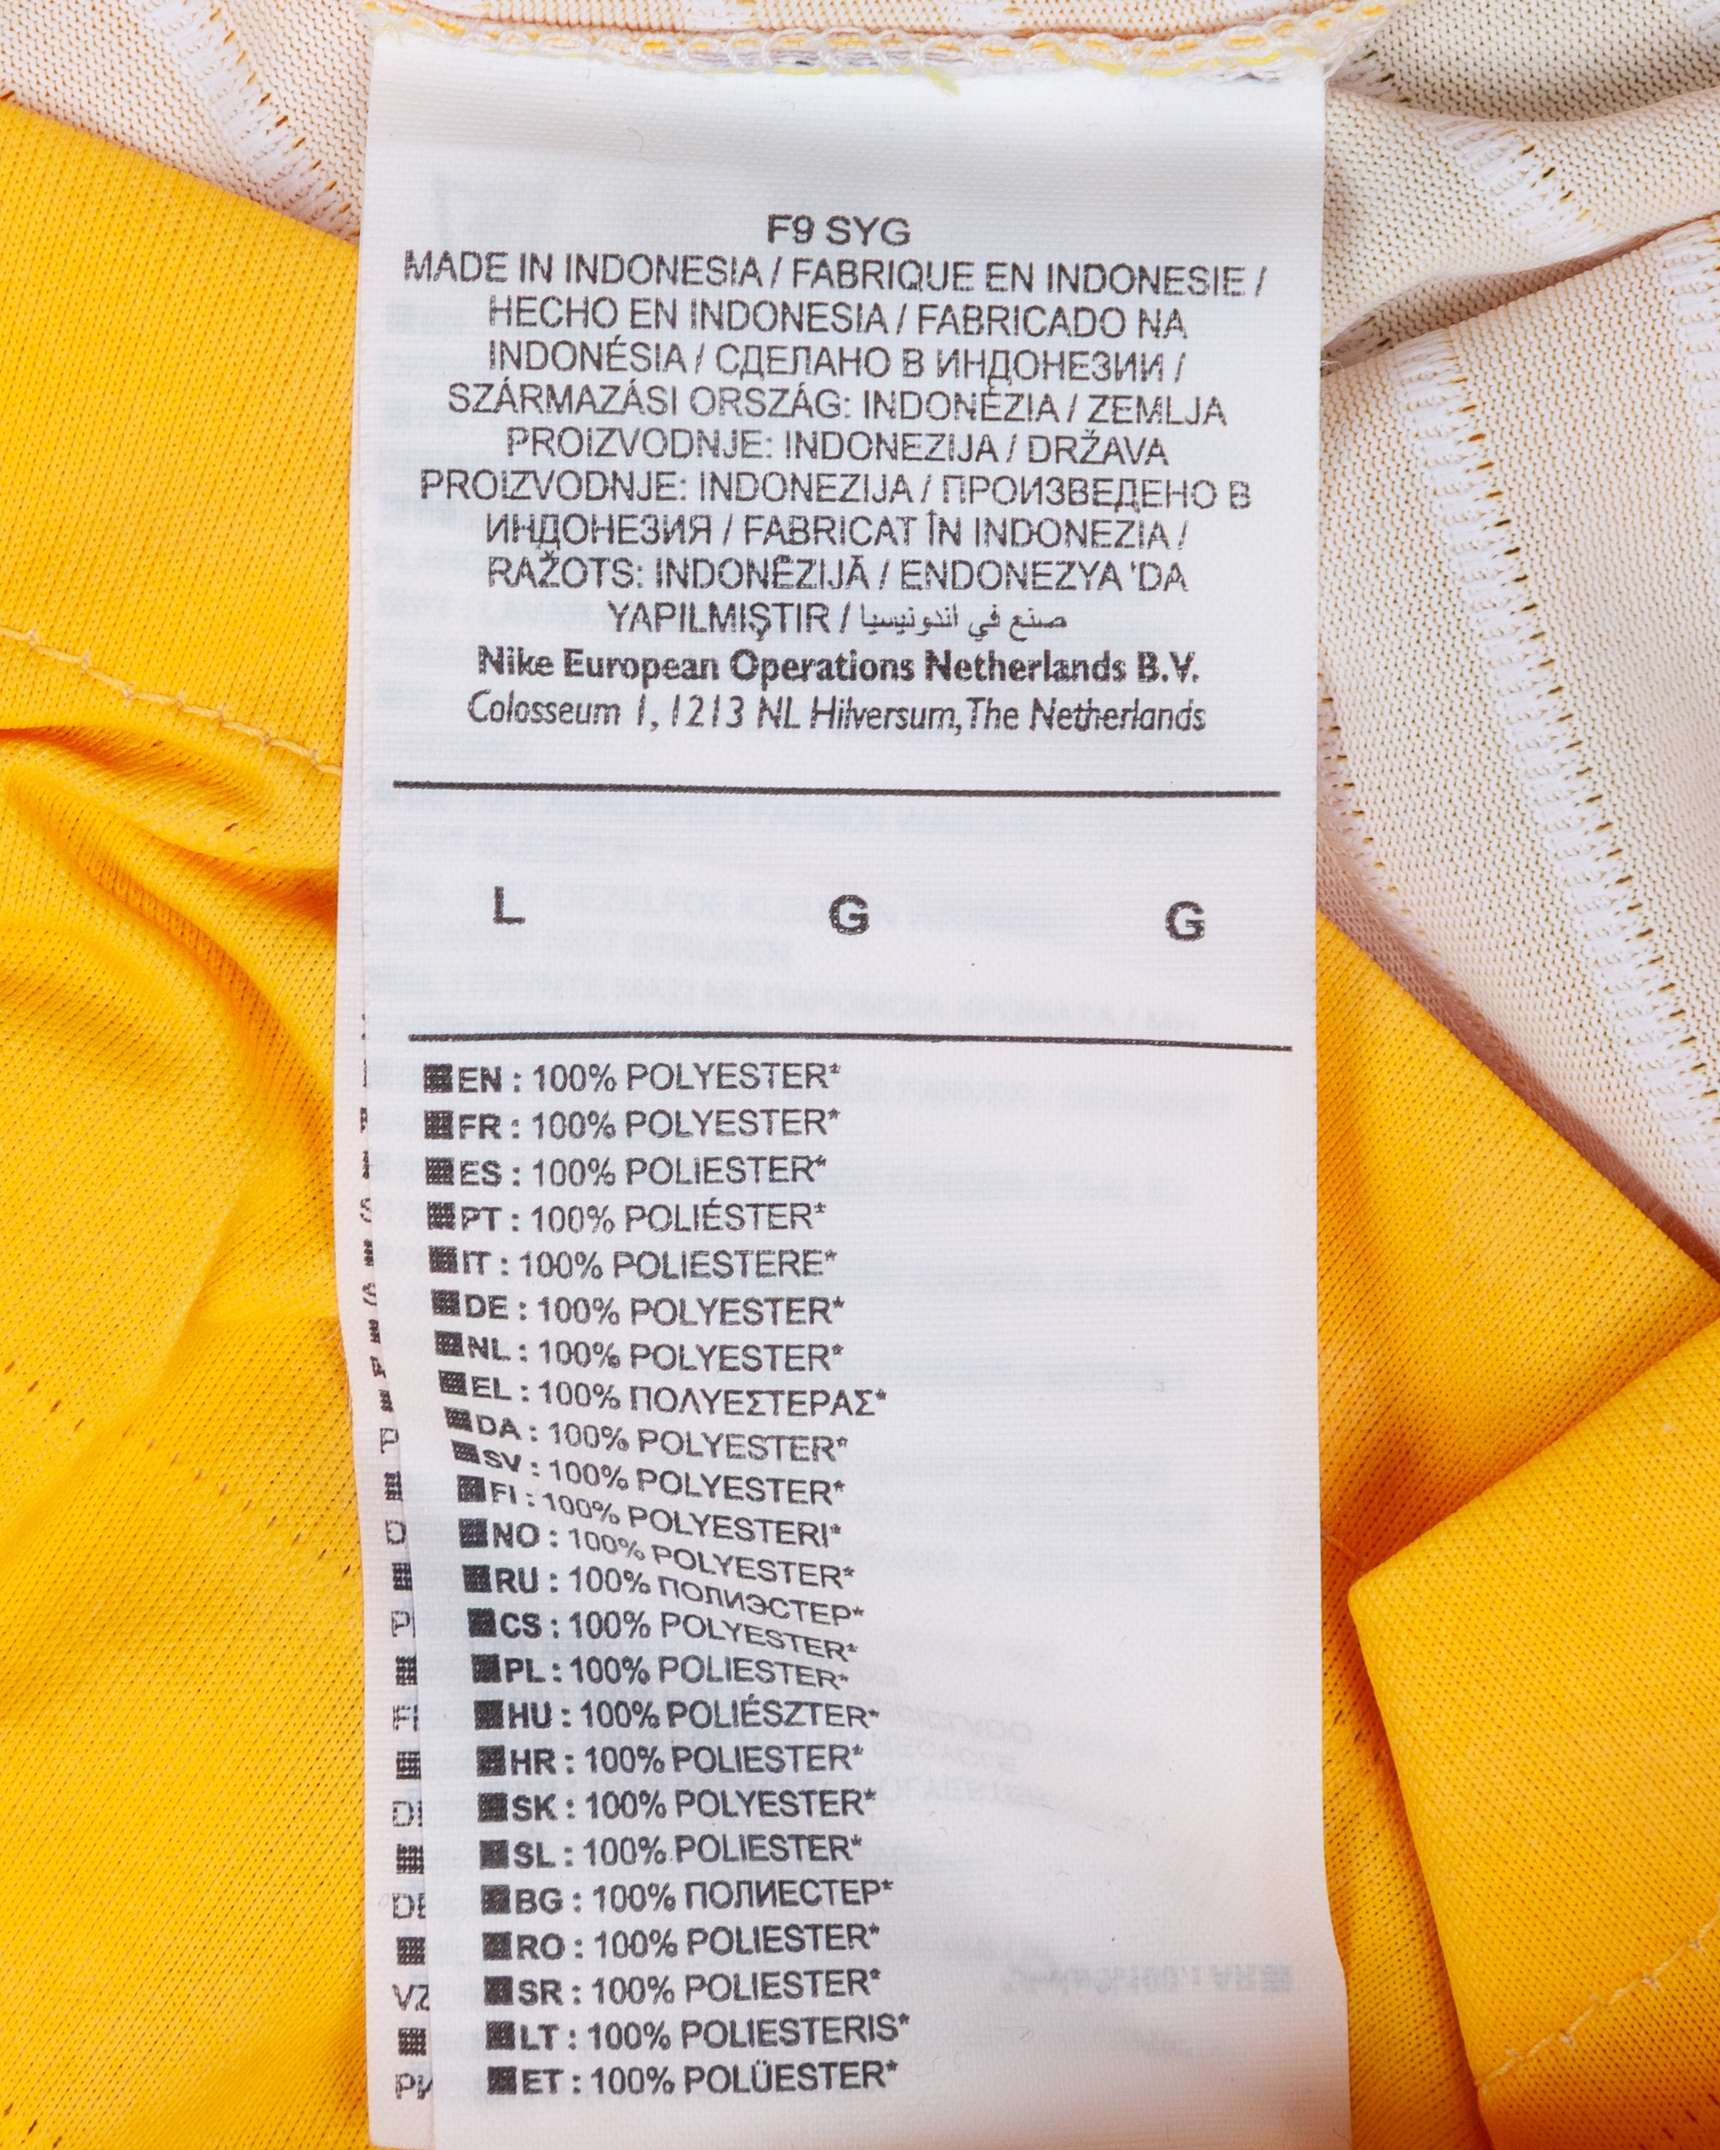 F9 SYG
MADE IN INDONESIA / FABRIQUE EN INDONESIE /
HECHO EN INDONESIA / FABRICADO NA
INDONÉSIA / СДЕЛАНО В ИНДОНЕЗИИ /
SZÁRMAZÁSI ORSZÁG: INDONÉZIA / ZEMLJA
PROIZVODNJE: INDONEZIJA / DRŽAVA
PROIZVODNJE: INDONEZIJA / ПРОИЗВЕДЕНО В
ИНДОНЕЗИЯ / FABRICAT ÎN INDONEZIA /
RAŽOTS: INDONĒZIJĀ / ENDONEZYA 'DA
YAPILMIŞTIR / صنع في اندونيسيا
Nike European Operations Netherlands B.V.
Colosseum 1, 1213 NL Hilversum, The Netherlands
L G G
EN : 100% POLYESTER*
FR : 100% POLYESTER*
ES : 100% POLIESTER*
PT : 100% POLIÉSTER*
IT : 100% POLIESTERE*
DE : 100% POLYESTER*
NL : 100% POLYESTER*
EL : 100% ΠΟΛΥΕΣΤΕΡΑΣ*
DA : 100% POLYESTER*
SV : 100% POLYESTER*
FI : 100% POLYESTERI*
NO : 100% POLYESTER*
RU : 100% ПОЛИЭСТЕР*
CS : 100% POLYESTER*
PL : 100% POLIESTER*
HU : 100% POLIÉSZTER*
HR : 100% POLIESTER*
SK : 100% POLYESTER*
SL : 100% POLIESTER*
BG : 100% ПОЛИЕСТЕР*
RO : 100% POLIESTER*
SR : 100% POLIESTER*
LT : 100% POLIESTERIS*
ET : 100% POLÜESTER*